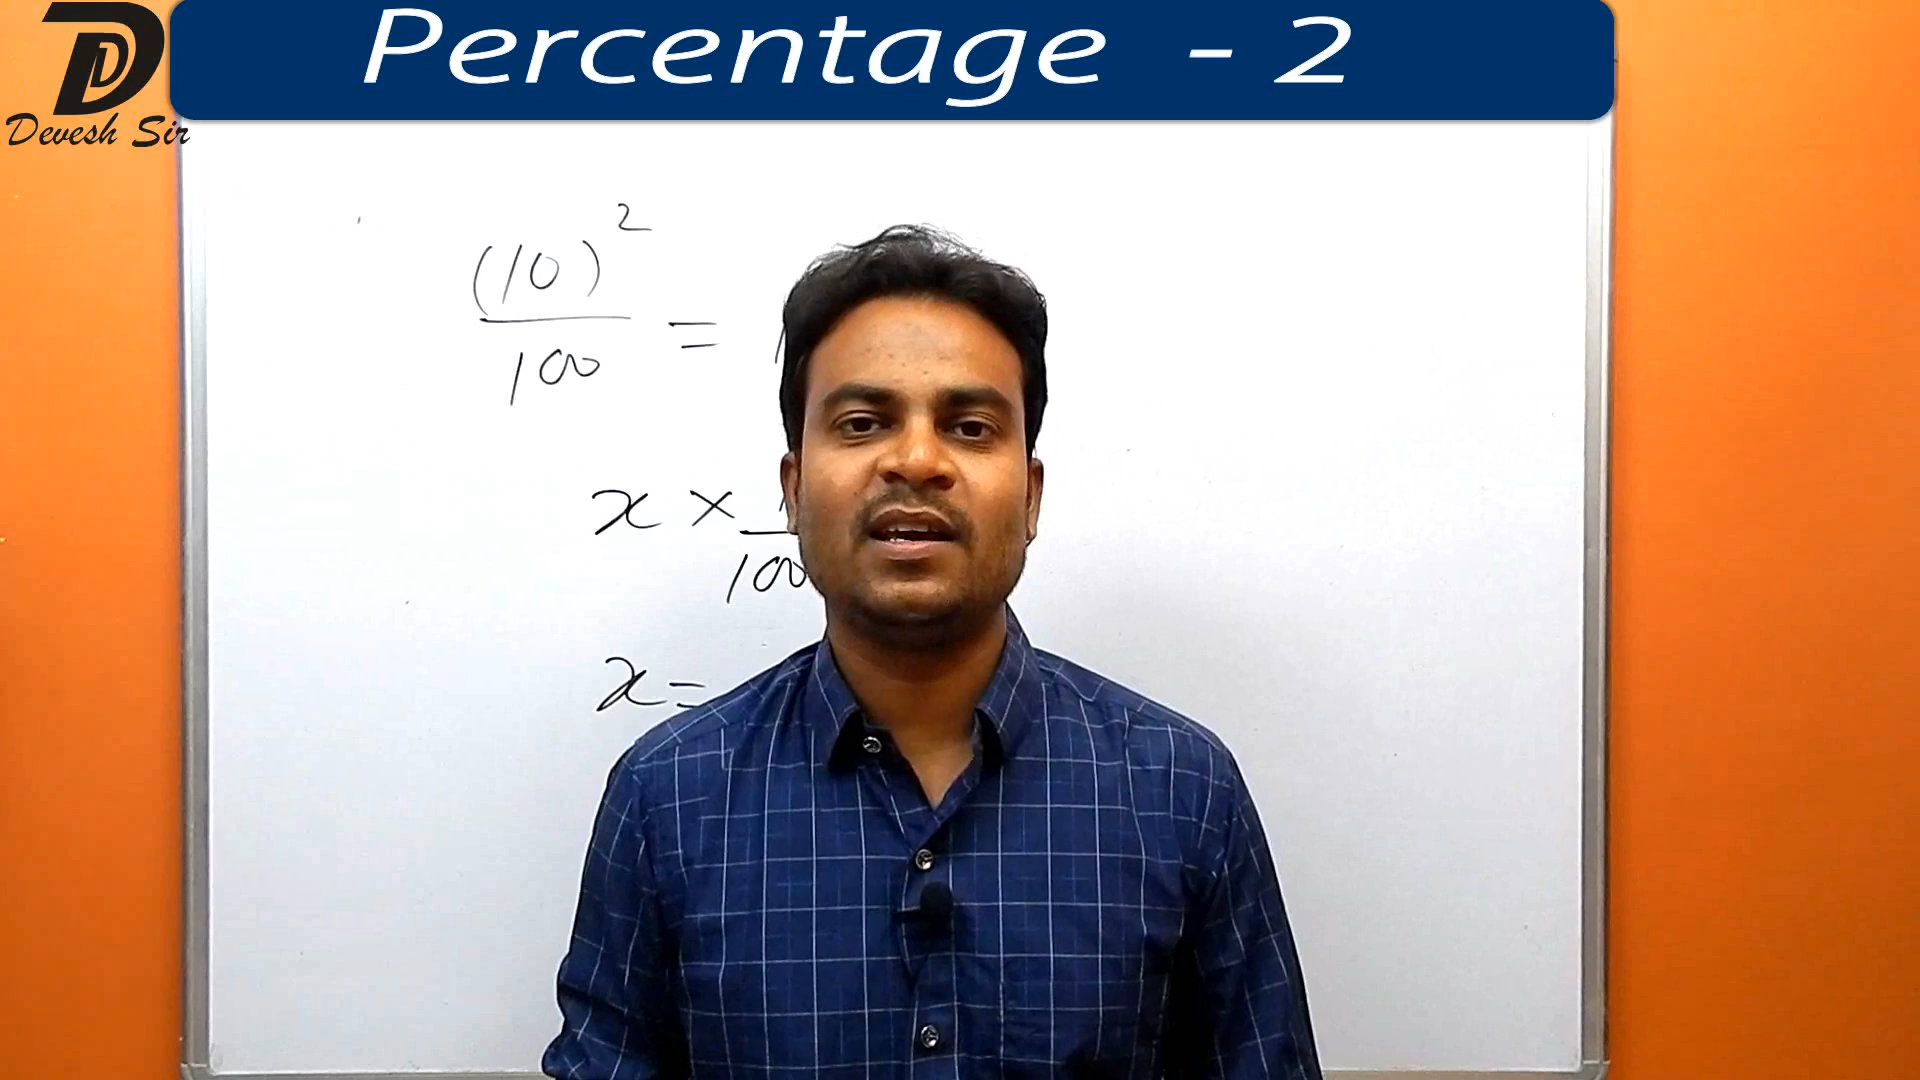 Percentage - 2
D
Devesh Sir
(10)²
100 =
x ×
100
x =